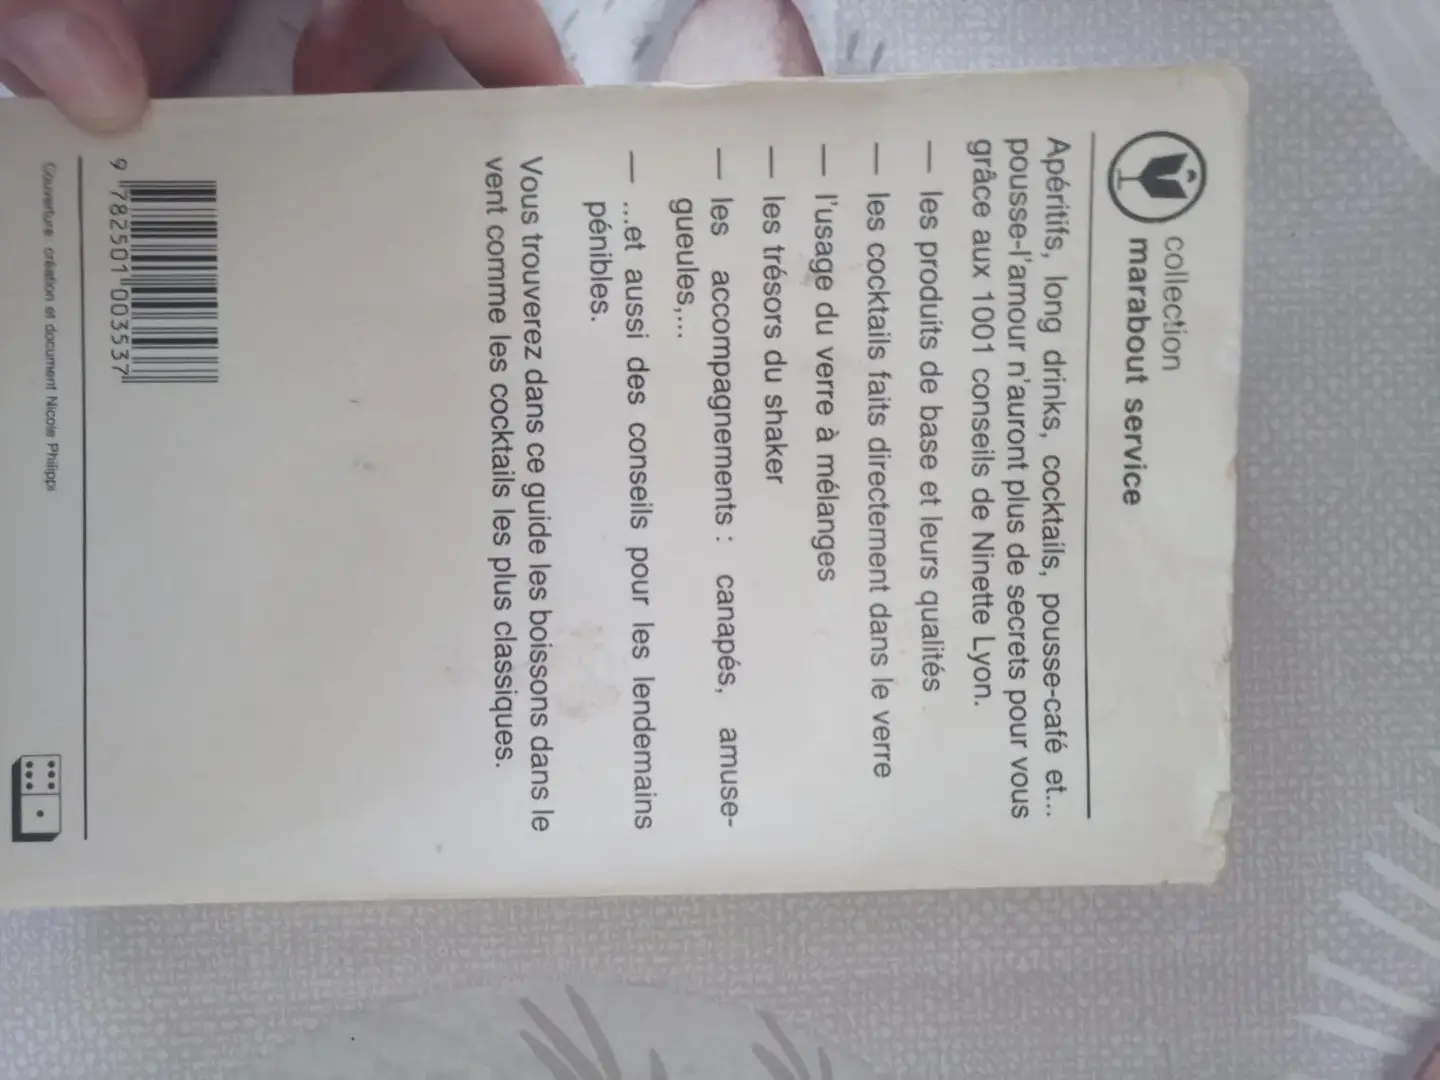 collection
marabout service
Apéritifs, long drinks, cocktails, pousse-café et...
pousse-l'amour n'auront plus de secrets pour vous
grâce aux 1001 conseils de Ninette Lyon.
— les produits de base et leurs qualités
— les cocktails faits directement dans le verre
— l'usage du verre à mélanges
— les trésors du shaker
— les accompagnements : canapés, amuse-
gueules,...
— ...et aussi des conseils pour les lendemains
pénibles.
Vous trouverez dans ce guide les boissons dans le
vent comme les cocktails les plus classiques.
9 782501 003537
Couverture : création et document Nicole Philippi